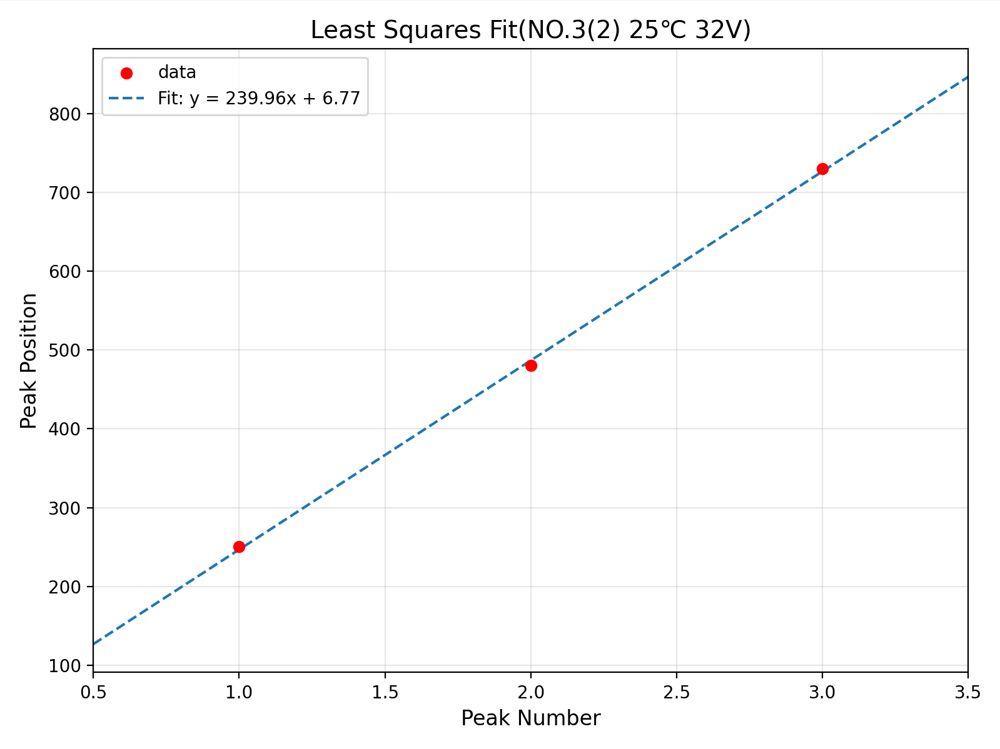 Least Squares Fit(NO.3(2) 25℃ 32V)
data
Fit: y = 239.96x + 6.77
800
700
600
500
400
300
200
100
Peak Position
0.5 1.0 1.5 2.0 2.5 3.0 3.5
Peak Number